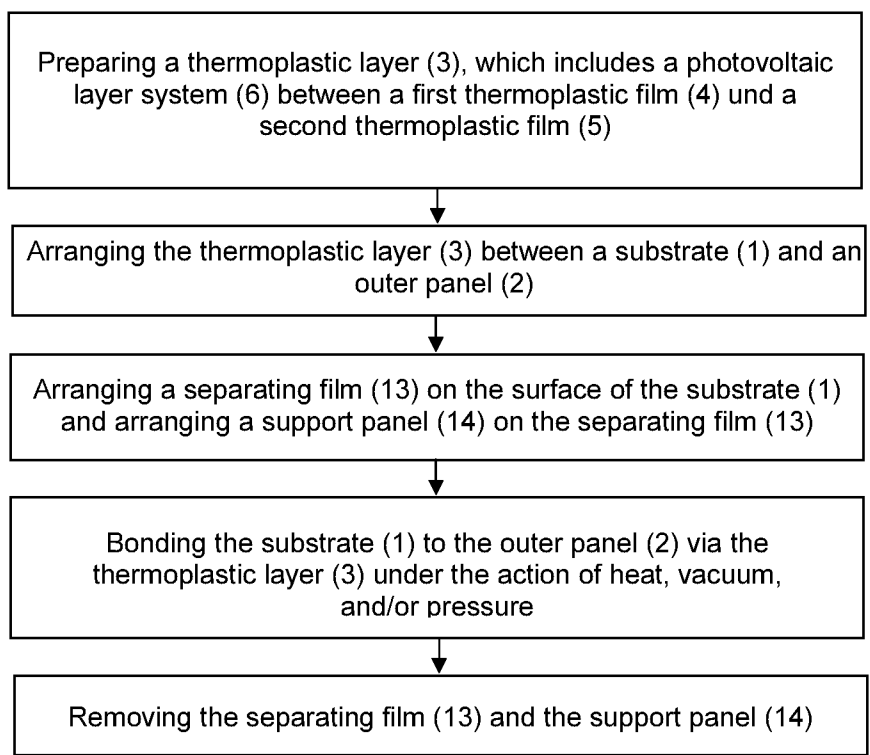 Preparing a thermoplastic layer (3), which includes a photovoltaic
layer system (6) between a first thermoplastic film (4) und a
second thermoplastic film (5)
Arranging the thermoplastic layer (3) between a substrate (1) and an
outer panel (2)
Arranging a separating film (13) on the surface of the substrate (1)
and arranging a support panel (14) on the separating film (13)
Bonding the substrate (1) to the outer panel (2) via the
thermoplastic layer (3) under the action of heat, vacuum,
and/or pressure
Removing the separating film (13) and the support panel (14)